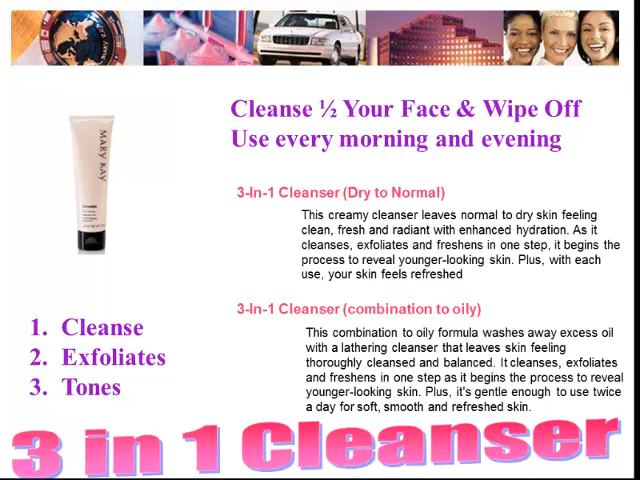 Cleanse ½ Your Face & Wipe Off
Use every morning and evening
MARY KAY
3-In-1 Cleanser (Dry to Normal)
This creamy cleanser leaves normal to dry skin feeling
clean, fresh and radiant with enhanced hydration. As it
cleanses, exfoliates and freshens in one step, it begins the
process to reveal younger-looking skin. Plus, with each
use, your skin feels refreshed
3-In-1 Cleanser (combination to oily)
This combination to oily formula washes away excess oil
with a lathering cleanser that leaves skin feeling
thoroughly cleansed and balanced. It cleanses, exfoliates
and freshens in one step as it begins the process to reveal
younger-looking skin. Plus, it's gentle enough to use twice
a day for soft, smooth and refreshed skin.
1. Cleanse
2. Exfoliates
3. Tones
3 in 1 Cleanser